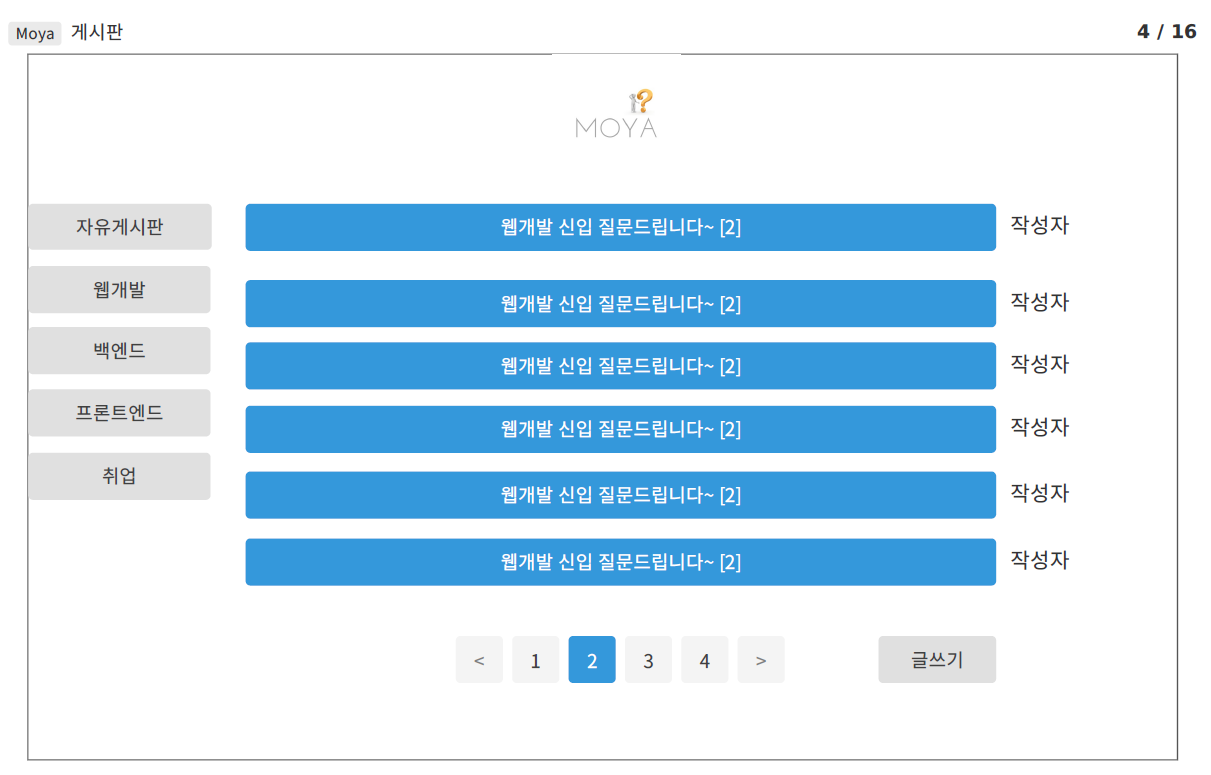 Moya 게시판
4 / 16
MOYA
자유게시판
웹개발
백엔드
프론트엔드
취업
웹개발 신입 질문드립니다~ [2] 작성자
웹개발 신입 질문드립니다~ [2] 작성자
웹개발 신입 질문드립니다~ [2] 작성자
웹개발 신입 질문드립니다~ [2] 작성자
웹개발 신입 질문드립니다~ [2] 작성자
웹개발 신입 질문드립니다~ [2] 작성자
< 1 2 3 4 >
글쓰기